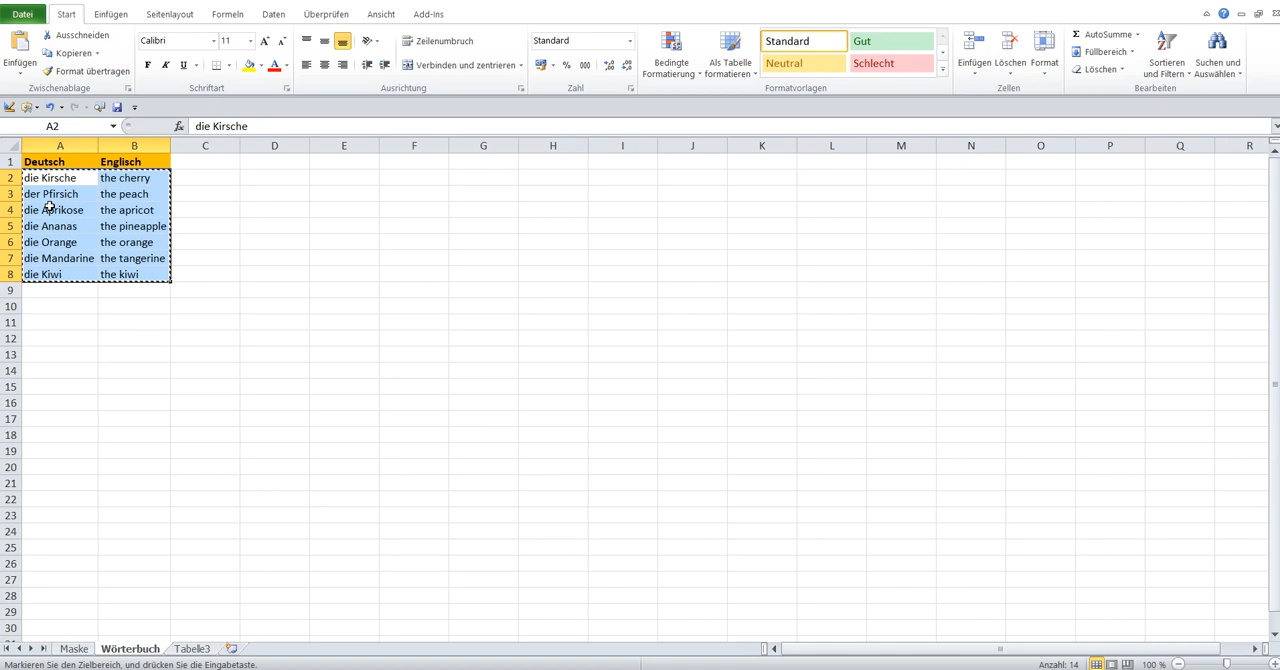 Datei Start Einfügen Seitenlayout Formeln Daten Überprüfen Ansicht Add-Ins
Ausschneiden
Kopieren
Format übertragen
Einfügen
Zwischenablage
Calibri 11
F K U
Schriftart
Zeilenumbruch
Verbinden und zentrieren
Ausrichtung
Standard
% 000
Zahl
Bedingte Formatierung
Als Tabelle formatieren
Standard Gut
Neutral Schlecht
Formatvorlagen
Einfügen Löschen Format
Zellen
Σ AutoSumme
Füllbereich
Löschen
Sortieren und Filtern
Suchen und Auswählen
Bearbeiten
A2 fx die Kirsche
A B C D E F G H I J K L M N O P Q R
1 Deutsch Englisch
2 die Kirsche the cherry
3 der Pfirsich the peach
4 die Aprikose the apricot
5 die Ananas the pineapple
6 die Orange the orange
7 die Mandarine the tangerine
8 die Kiwi the kiwi
9
10
11
12
13
14
15
16
17
18
19
20
21
22
23
24
25
26
27
28
29
30
Maske Wörterbuch Tabelle3
Markieren Sie den Zielbereich, und drücken Sie die Eingabetaste. Anzahl: 14 100 %